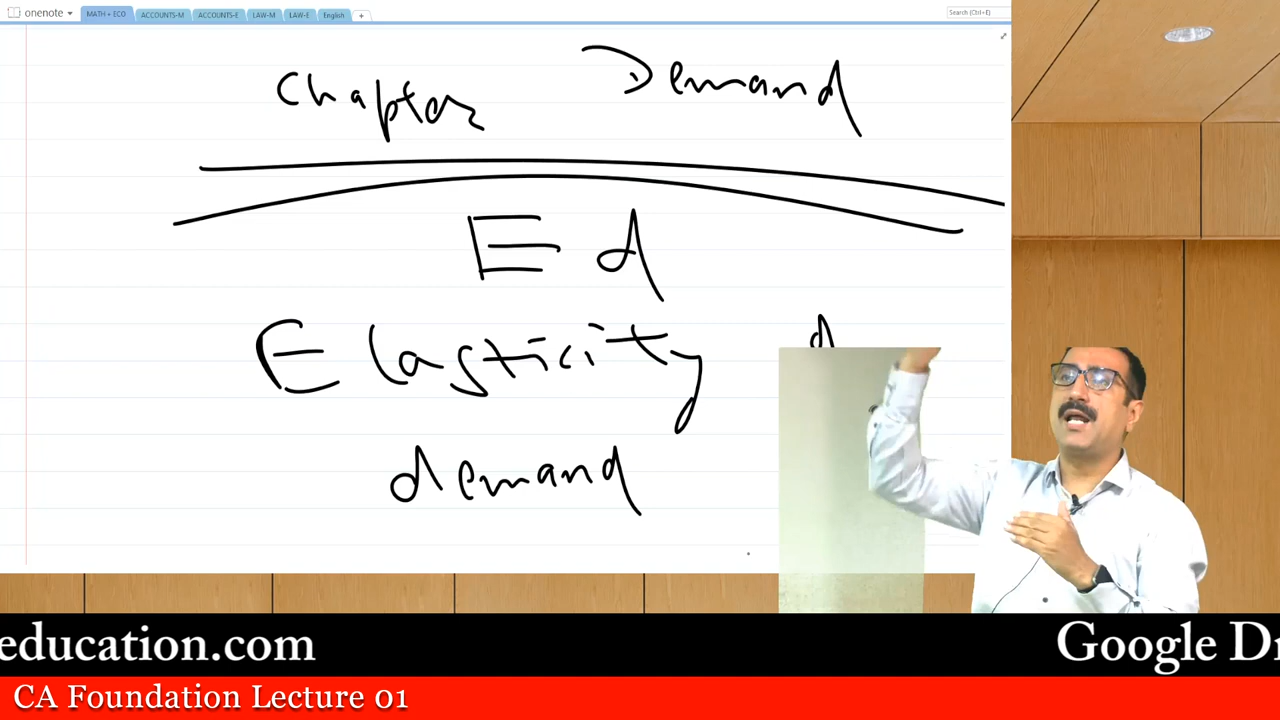 onenote MATH + ECO ACCOUNTS-M ACCOUNTS-E LAW-M LAW-E English + Search (Ctrl+E)
Chapter Demand
Ed
Elasticity
demand
education.com Google Dr
CA Foundation Lecture 01